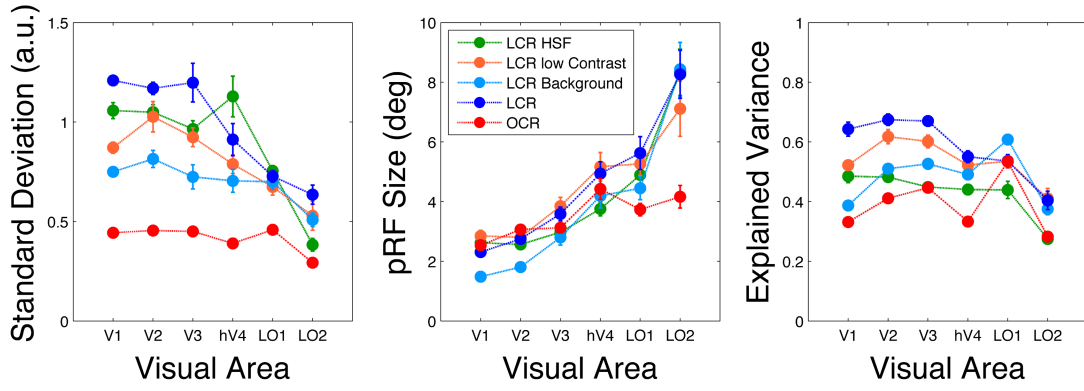 Standard Deviation (a.u.)
1.5
1
0.5
0
V1 V2 V3 hV4 LO1 LO2
Visual Area
pRF Size (deg)
10
8
6
4
2
0
LCR HSF
LCR low Contrast
LCR Background
LCR
OCR
V1 V2 V3 hV4 LO1 LO2
Visual Area
Explained Variance
1
0.8
0.6
0.4
0.2
0
V1 V2 V3 hV4 LO1 LO2
Visual Area